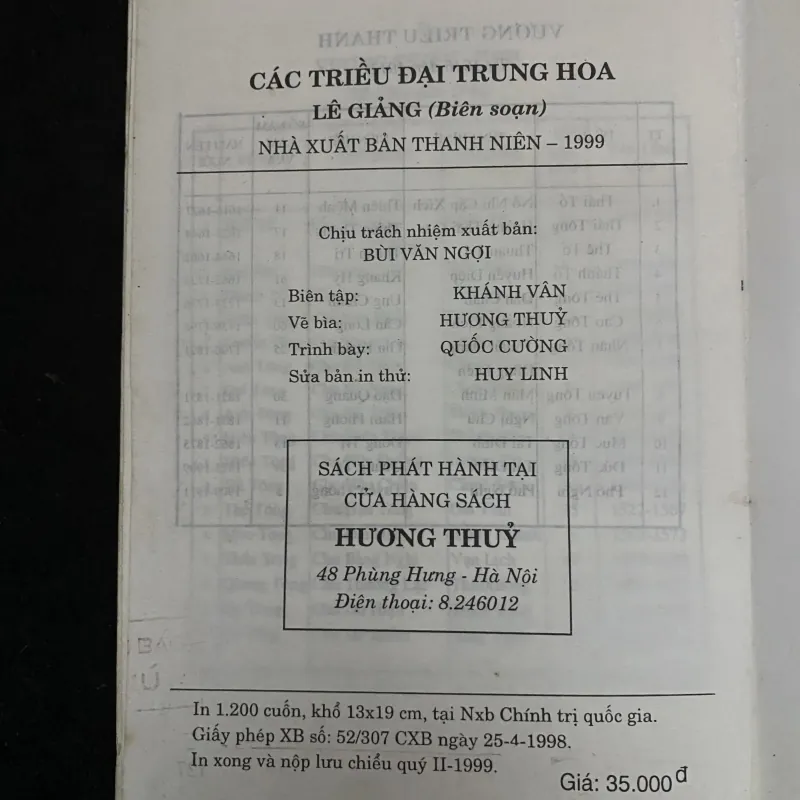 CÁC TRIỀU ĐẠI TRUNG HOA
LÊ GIẢNG (Biên soạn)
NHÀ XUẤT BẢN THANH NIÊN – 1999
Chịu trách nhiệm xuất bản:
BÙI VĂN NGỢI
Biên tập: KHÁNH VÂN
Vẽ bìa: HƯƠNG THUỶ
Trình bày: QUỐC CƯỜNG
Sửa bản in thử: HUY LINH
SÁCH PHÁT HÀNH TẠI
CỬA HÀNG SÁCH
HƯƠNG THUỶ
48 Phùng Hưng - Hà Nội
Điện thoại: 8.246012
In 1.200 cuốn, khổ 13x19 cm, tại Nxb Chính trị quốc gia.
Giấy phép XB số: 52/307 CXB ngày 25-4-1998.
In xong và nộp lưu chiểu quý II-1999.
Giá: 35.000đ